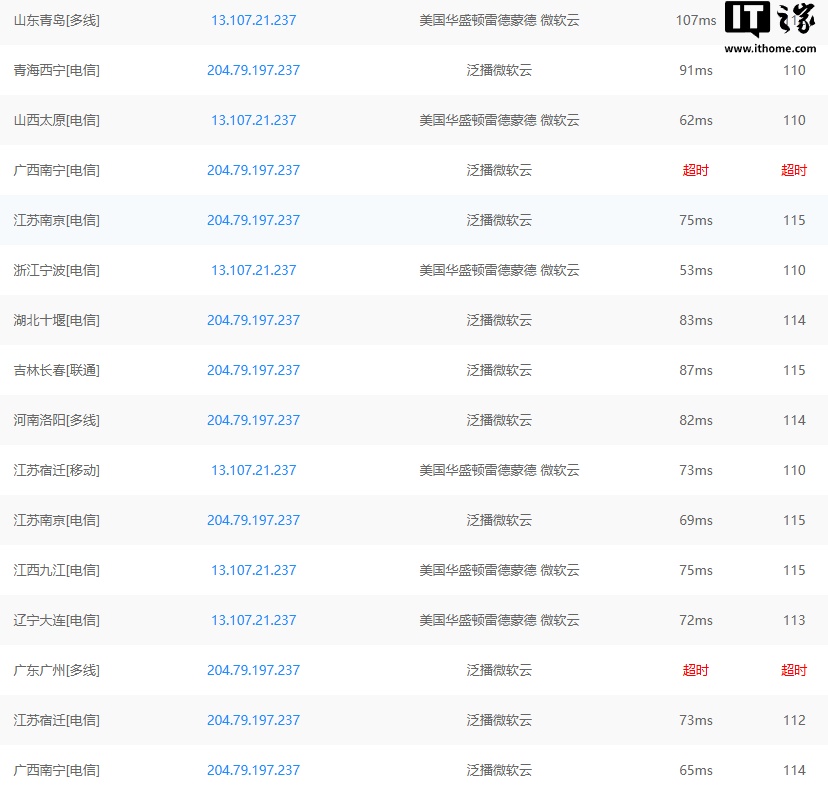 山东青岛[多线] 13.107.21.237 美国华盛顿雷德蒙德 微软云 107ms
IT之家
www.ithome.com
青海西宁[电信] 204.79.197.237 泛播微软云 91ms 110
山西太原[电信] 13.107.21.237 美国华盛顿雷德蒙德 微软云 62ms 110
广西南宁[电信] 204.79.197.237 泛播微软云 超时 超时
江苏南京[电信] 204.79.197.237 泛播微软云 75ms 115
浙江宁波[电信] 13.107.21.237 美国华盛顿雷德蒙德 微软云 53ms 110
湖北十堰[电信] 204.79.197.237 泛播微软云 83ms 114
吉林长春[联通] 204.79.197.237 泛播微软云 87ms 115
河南洛阳[多线] 204.79.197.237 泛播微软云 82ms 114
江苏宿迁[移动] 13.107.21.237 美国华盛顿雷德蒙德 微软云 73ms 110
江苏南京[电信] 204.79.197.237 泛播微软云 69ms 115
江西九江[电信] 13.107.21.237 美国华盛顿雷德蒙德 微软云 75ms 115
辽宁大连[电信] 13.107.21.237 美国华盛顿雷德蒙德 微软云 72ms 113
广东广州[多线] 204.79.197.237 泛播微软云 超时 超时
江苏宿迁[电信] 204.79.197.237 泛播微软云 73ms 112
广西南宁[电信] 204.79.197.237 泛播微软云 65ms 114